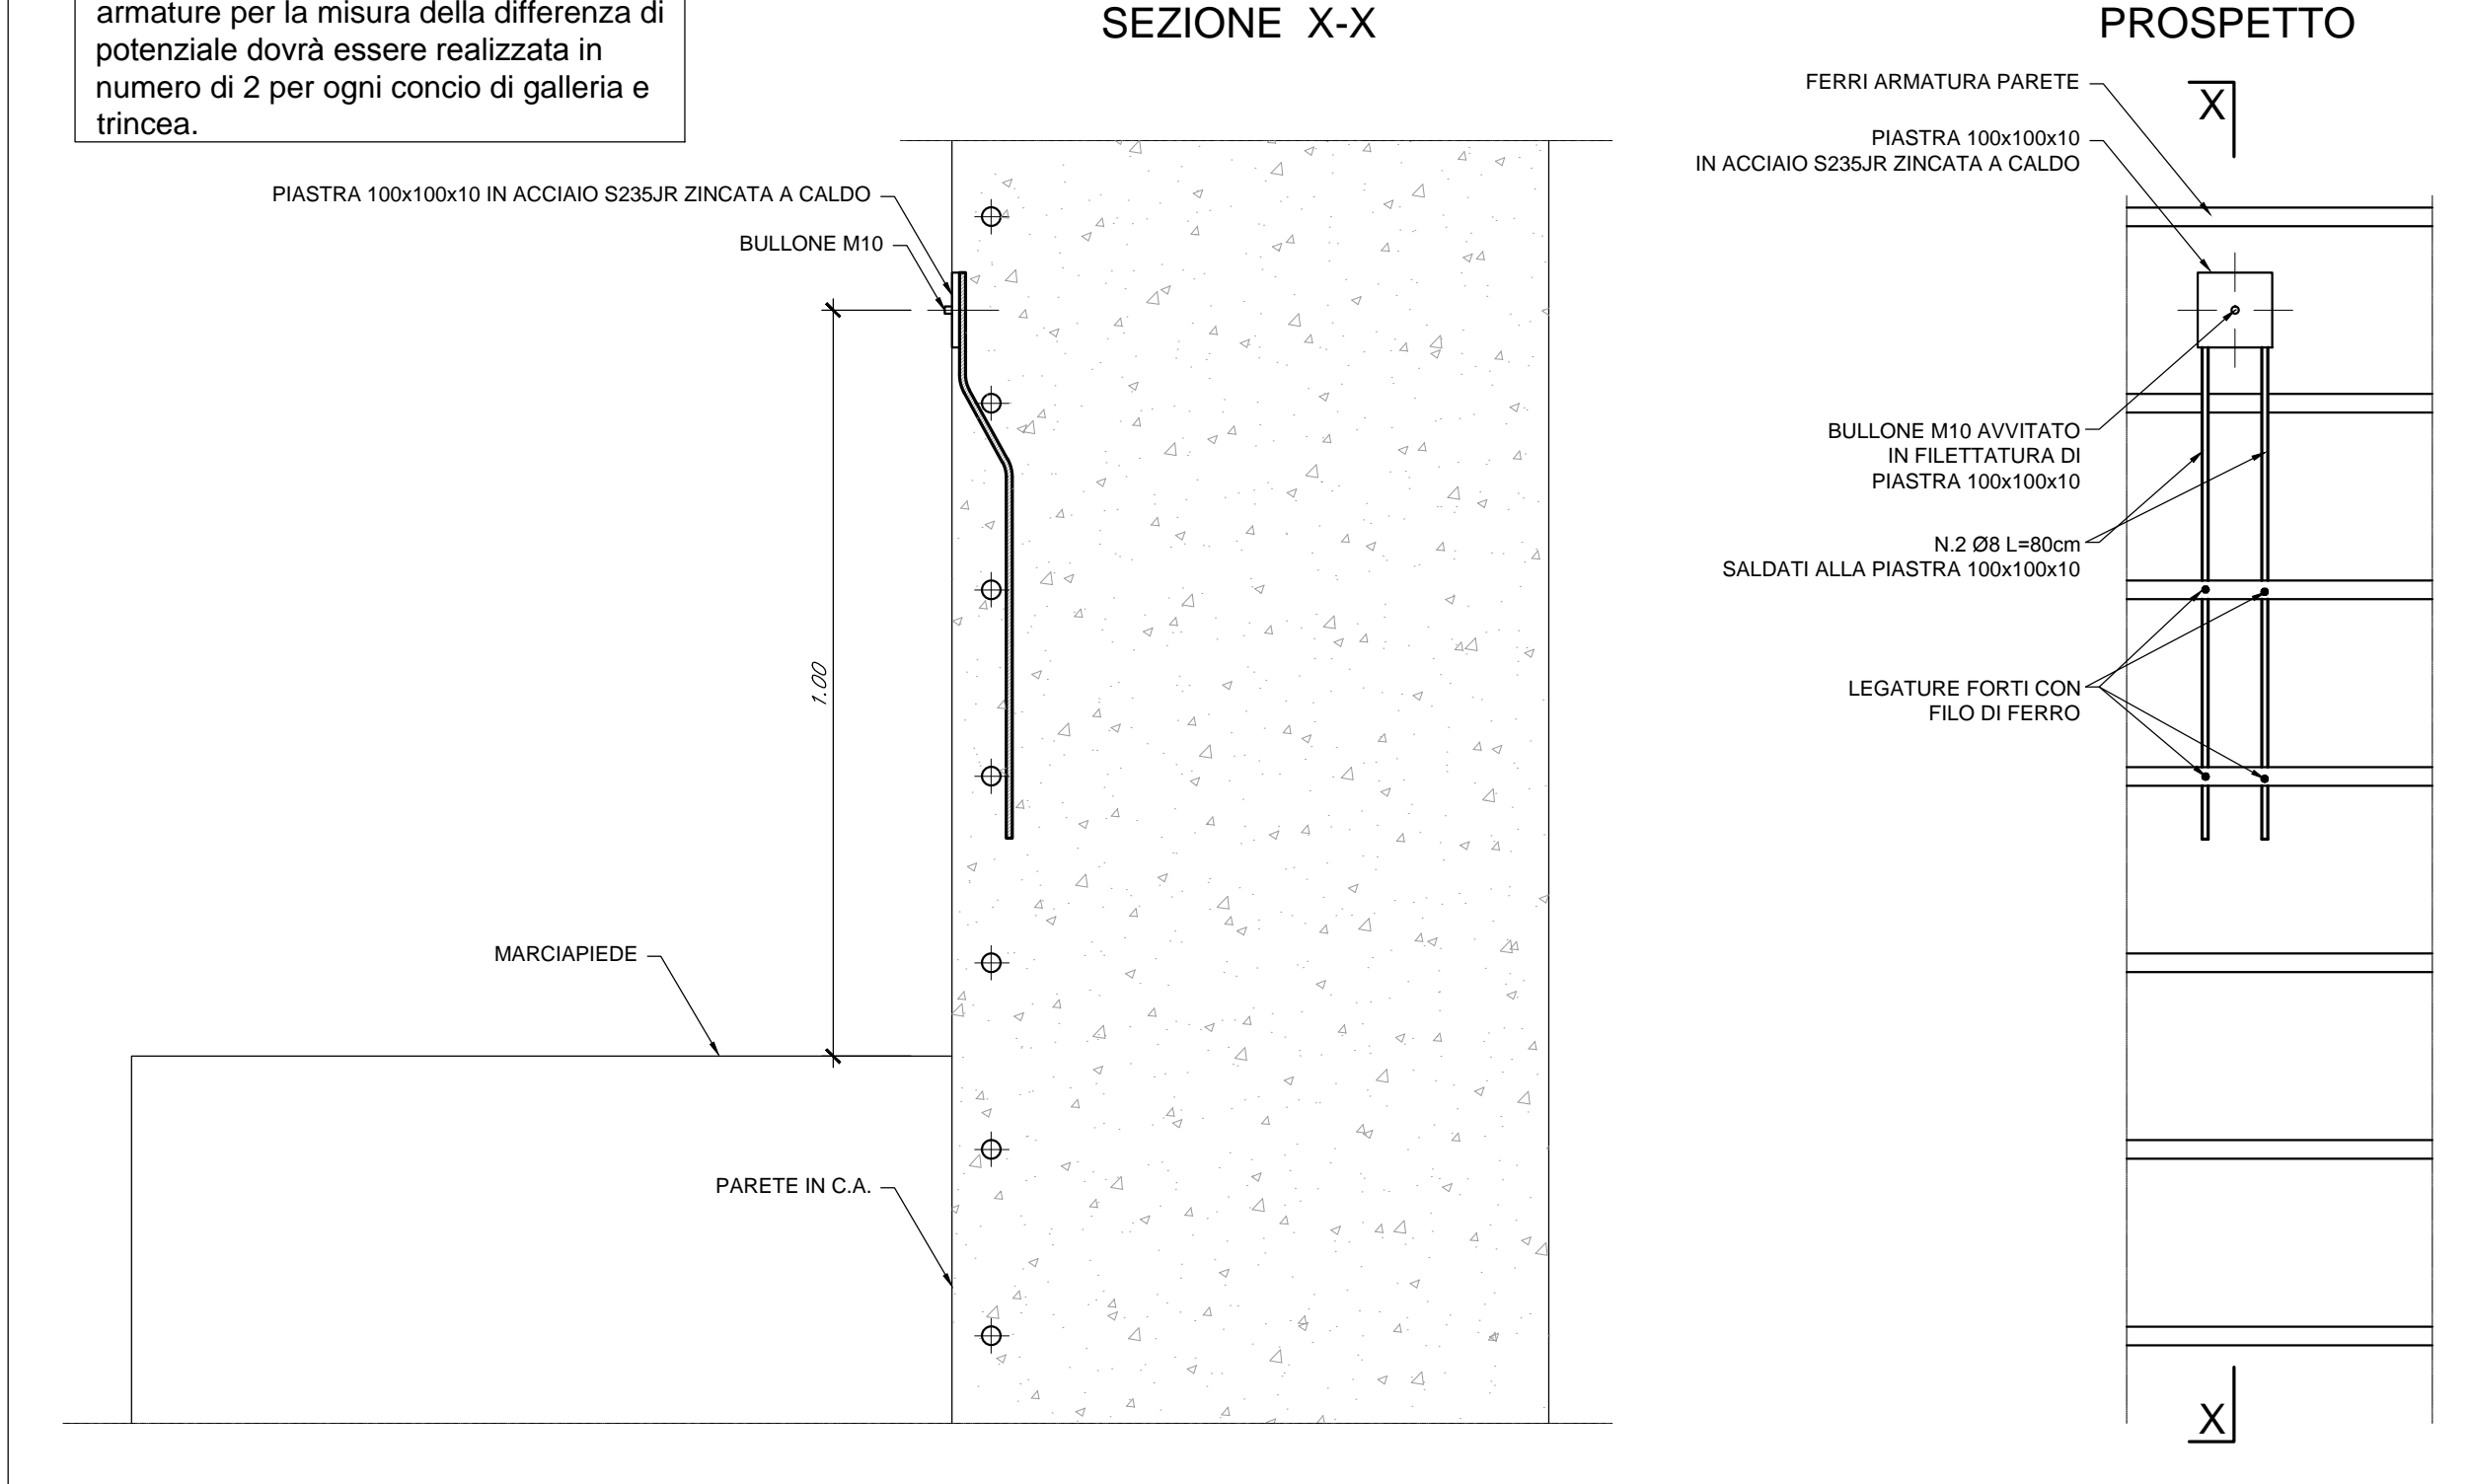 armature per la misura della differenza di
potenziale dovrà essere realizzata in
numero di 2 per ogni concio di galleria e
trincea.
SEZIONE X-X
PIASTRA 100x100x10 IN ACCIAIO S235JR ZINCATA A CALDO
BULLONE M10
1.00
MARCIAPIEDE
PARETE IN C.A.
PROSPETTO
FERRI ARMATURA PARETE
X
PIASTRA 100x100x10
IN ACCIAIO S235JR ZINCATA A CALDO
BULLONE M10 AVVITATO
IN FILETTATURA DI
PIASTRA 100x100x10
N.2 Ø8 L=80cm
SALDATI ALLA PIASTRA 100x100x10
LEGATURE FORTI CON
FILO DI FERRO
X